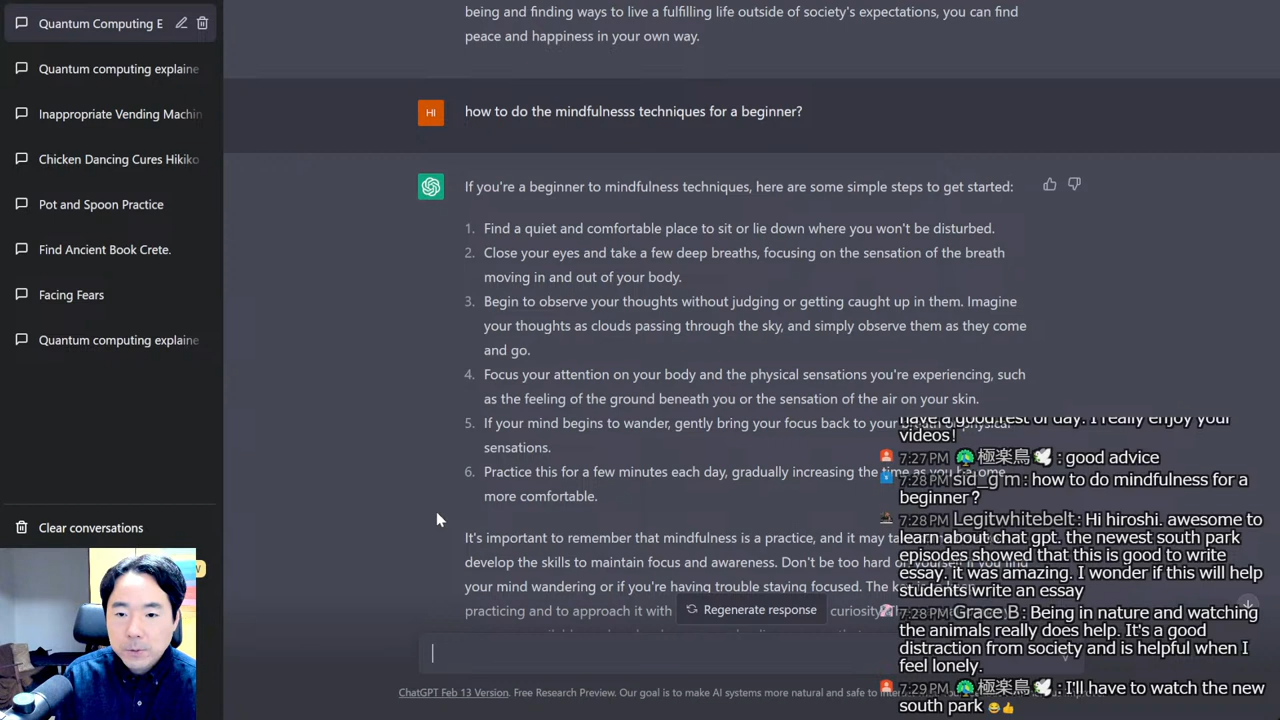 Quantum Computing E
Quantum computing explaine
Inappropriate Vending Machin
Chicken Dancing Cures Hikiko
Pot and Spoon Practice
Find Ancient Book Crete.
Facing Fears
Quantum computing explaine
Clear conversations
being and finding ways to live a fulfilling life outside of society's expectations, you can find
peace and happiness in your own way.
HI
how to do the mindfulnesss techniques for a beginner?
If you're a beginner to mindfulness techniques, here are some simple steps to get started:
1. Find a quiet and comfortable place to sit or lie down where you won't be disturbed.
2. Close your eyes and take a few deep breaths, focusing on the sensation of the breath
moving in and out of your body.
3. Begin to observe your thoughts without judging or getting caught up in them. Imagine
your thoughts as clouds passing through the sky, and simply observe them as they come
and go.
4. Focus your attention on your body and the physical sensations you're experiencing, such
as the feeling of the ground beneath you or the sensation of the air on your skin.
5. If your mind begins to wander, gently bring your focus back to your
sensations.
6. Practice this for a few minutes each day, gradually increasing the time as you
more comfortable.
It's important to remember that mindfulness is a practice, and it may
develop the skills to maintain focus and awareness. Don't be too hard
your mind wandering or if you're having trouble staying focused. The
practicing and to approach it with
Regenerate response
ChatGPT Feb 13 Version. Free Research Preview. Our goal is to make AI systems more natural and safe to
have a good rest of day. I really enjoy your
videos!
7:27 PM 極楽鳥 : good advice
7:28 PM sid_g'm : how to do mindfulness for a
beginner?
7:28 PM Legitwhitebelt : Hi hiroshi. awesome to
learn about chat gpt. the newest south park
episodes showed that this is good to write
essay. it was amazing. I wonder if this will help
students write an essay
7:28 PM Grace B : Being in nature and watching
the animals really does help. It's a good
distraction from society and is helpful when I
feel lonely.
7:29 PM 極楽鳥 : I'll have to watch the new
south park 😂👍